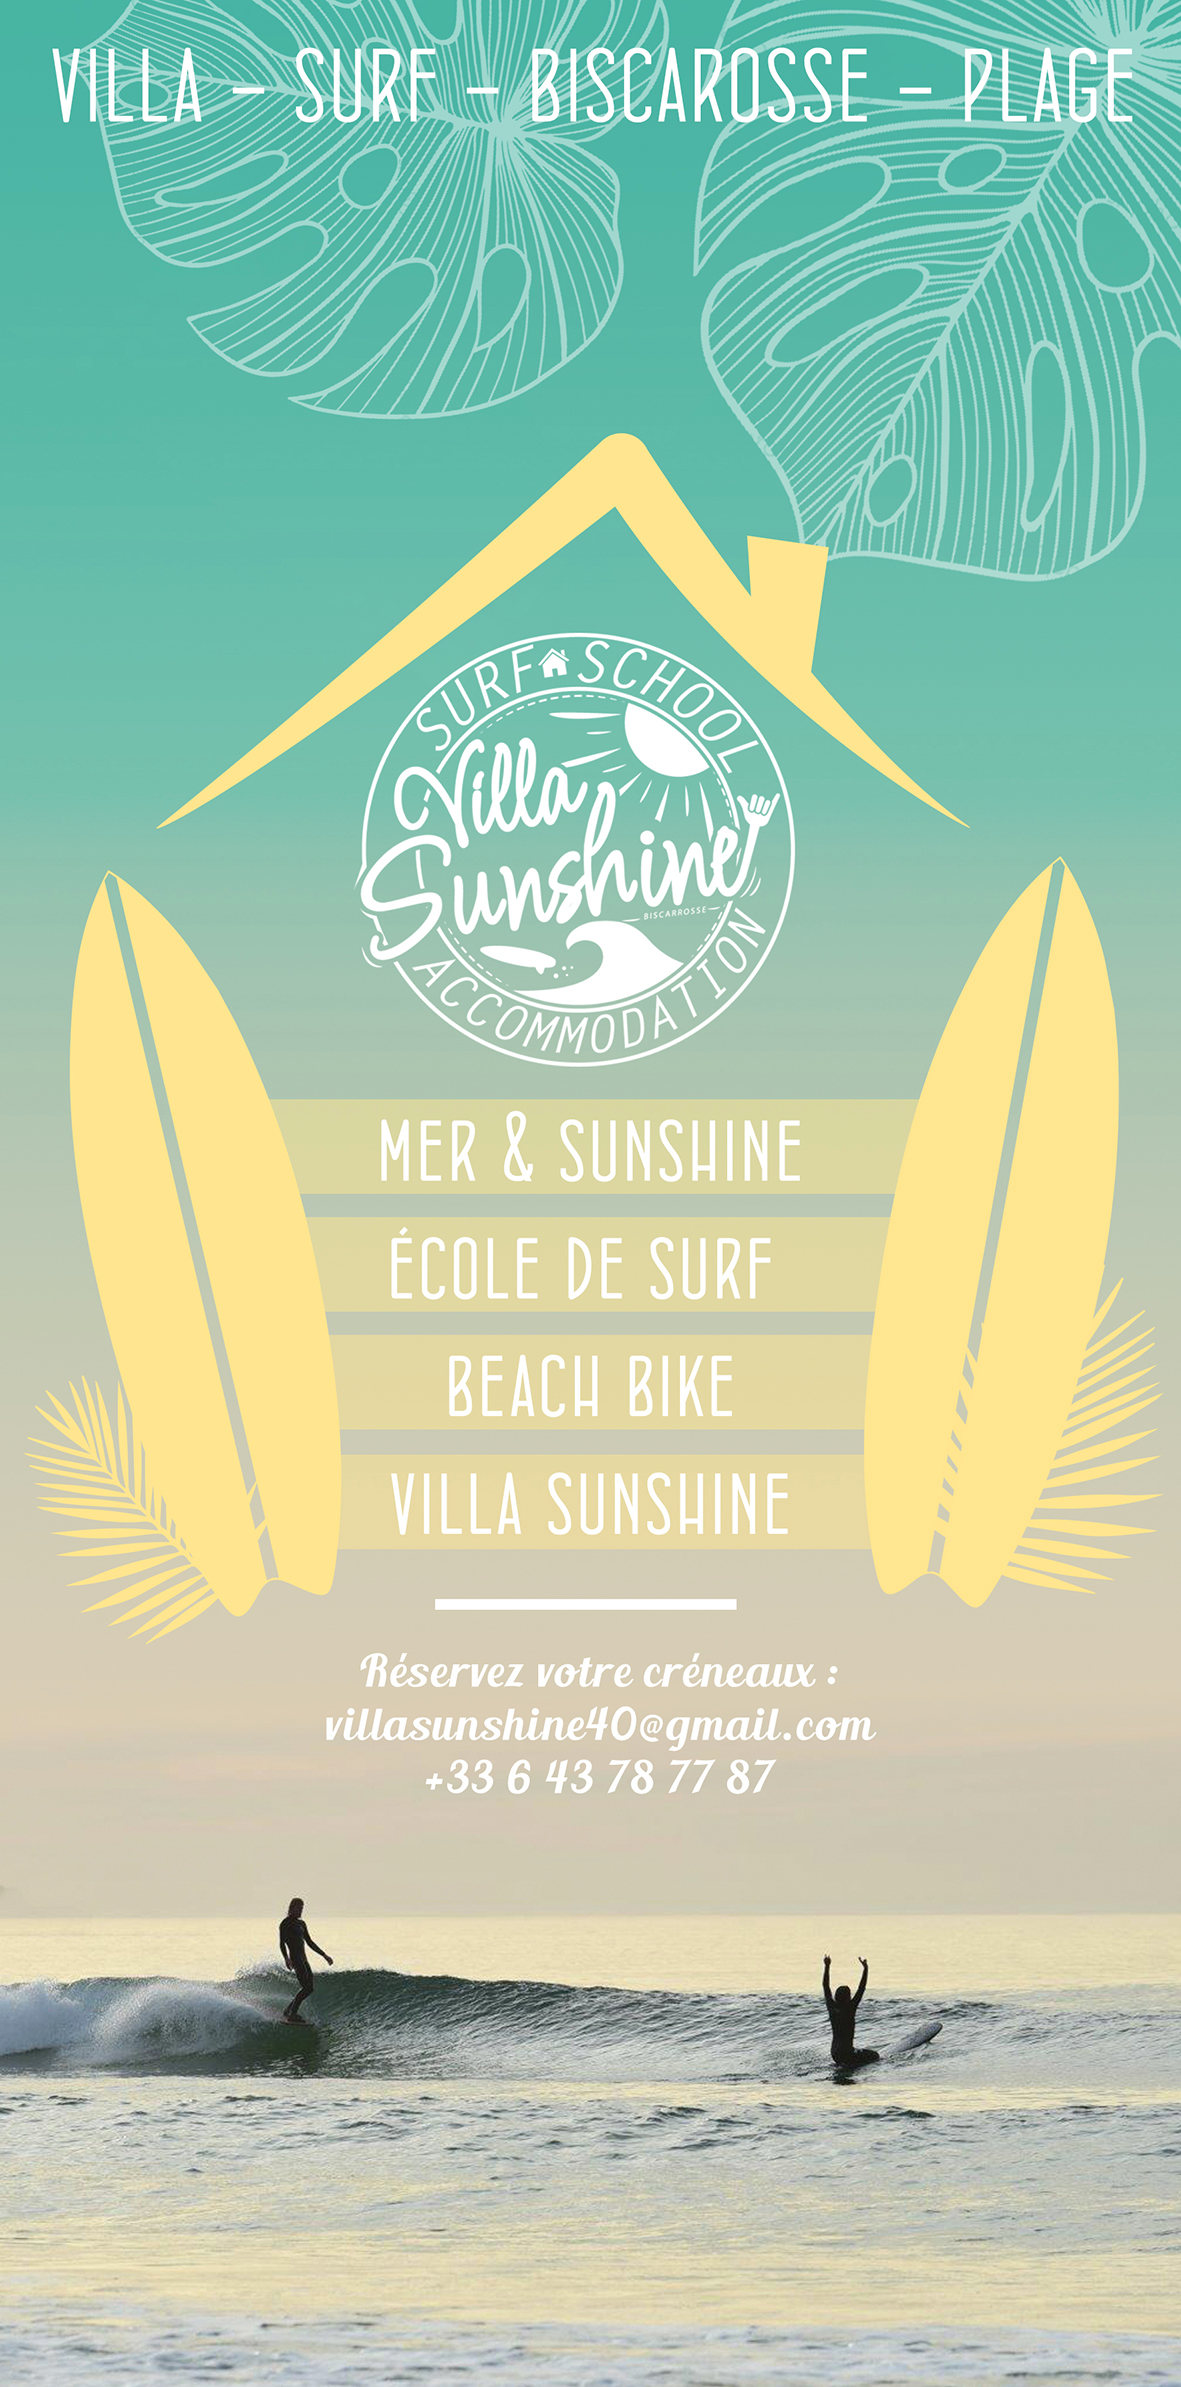 VILLA - SURF - BISCAROSSE - PLAGE
SURF SCHOOL
Villa
Sunshine
BISCARROSSE
ACCOMMODATION
MER & SUNSHINE
ÉCOLE DE SURF
BEACH BIKE
VILLA SUNSHINE
Réservez votre créneaux :
villasunshine40@gmail.com
+33 6 43 78 77 87